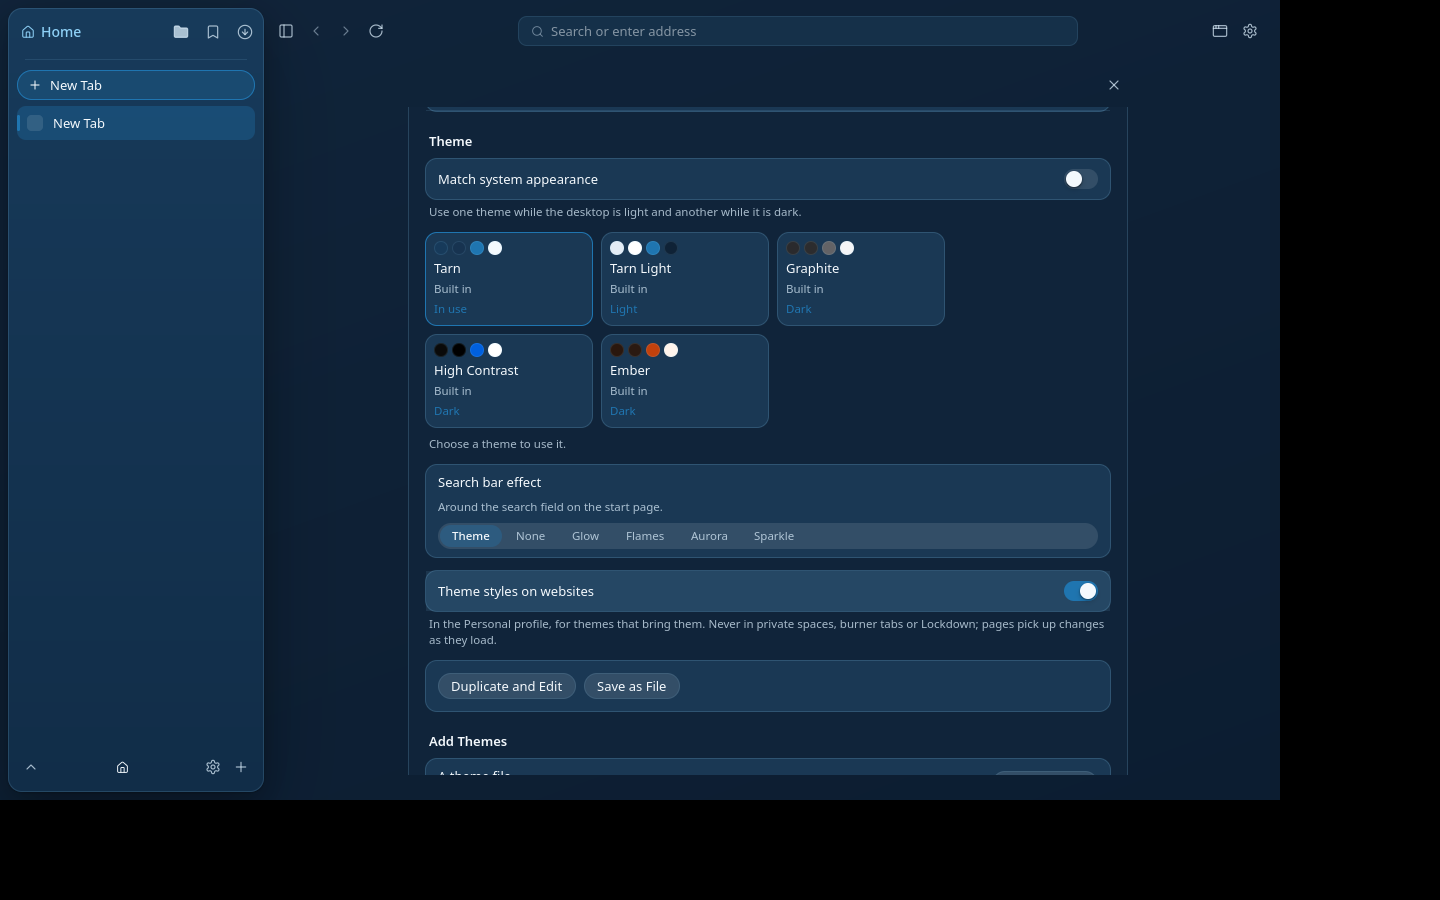 Home
Search or enter address
New Tab
New Tab
Theme
Match system appearance
Use one theme while the desktop is light and another while it is dark.
Tarn
Built in
In use
Tarn Light
Built in
Light
Graphite
Built in
Dark
High Contrast
Built in
Dark
Ember
Built in
Dark
Choose a theme to use it.
Search bar effect
Around the search field on the start page.
Theme None Glow Flames Aurora Sparkle
Theme styles on websites
In the Personal profile, for themes that bring them. Never in private spaces, burner tabs or Lockdown; pages pick up changes
as they load.
Duplicate and Edit Save as File
Add Themes
A theme file